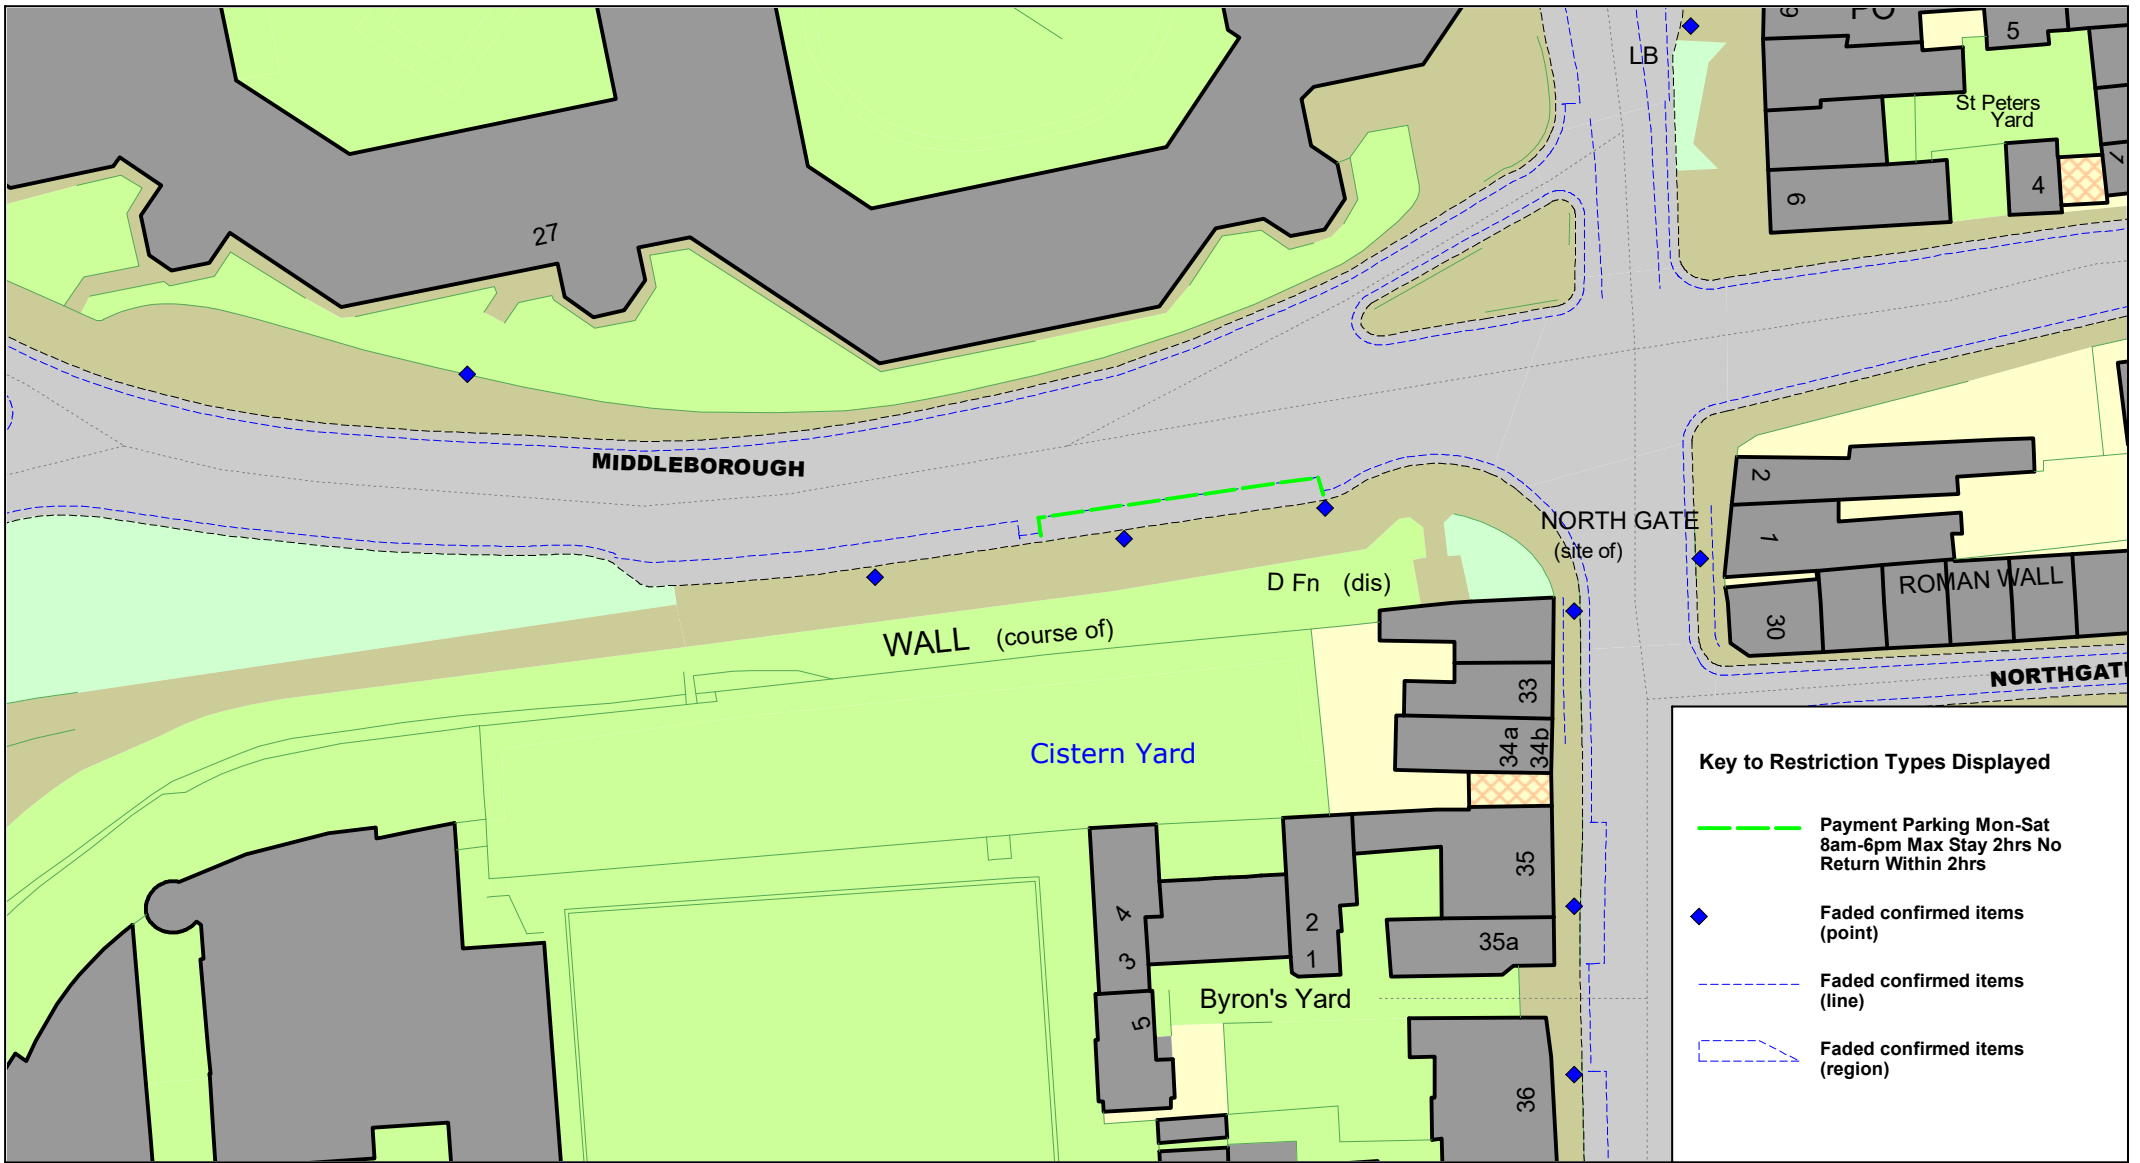 PO
5
LB
St Peters
Yard
7
4
6
27
MIDDLEBOROUGH
2
NORTH GATE
(site of)
1
D Fn (dis)
ROMAN WALL
30
WALL (course of)
NORTHGAT
33
34a
34b
Cistern Yard
35
4
3
2
1
35a
Byron's Yard
5
36
Key to Restriction Types Displayed
Payment Parking Mon-Sat
8am-6pm Max Stay 2hrs No
Return Within 2hrs
Faded confirmed items
(point)
Faded confirmed items
(line)
Faded confirmed items
(region)